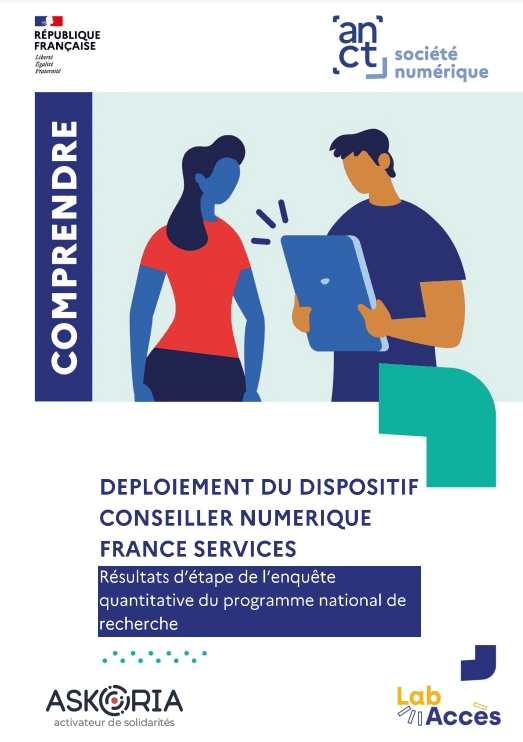 RÉPUBLIQUE
FRANÇAISE
Liberté
Égalité
Fraternité
an
ct
société
numérique
COMPRENDRE
DEPLOIEMENT DU DISPOSITIF
CONSEILLER NUMERIQUE
FRANCE SERVICES
Résultats d'étape de l'enquête
quantitative du programme national de
recherche
ASKORIA
activateur de solidarités
Lab
Accès